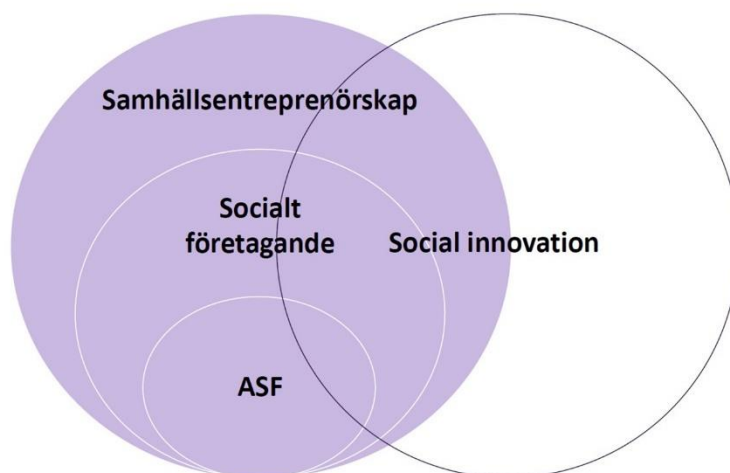 Samhällsentreprenörskap
Socialt
företagande
Social innovation
ASF